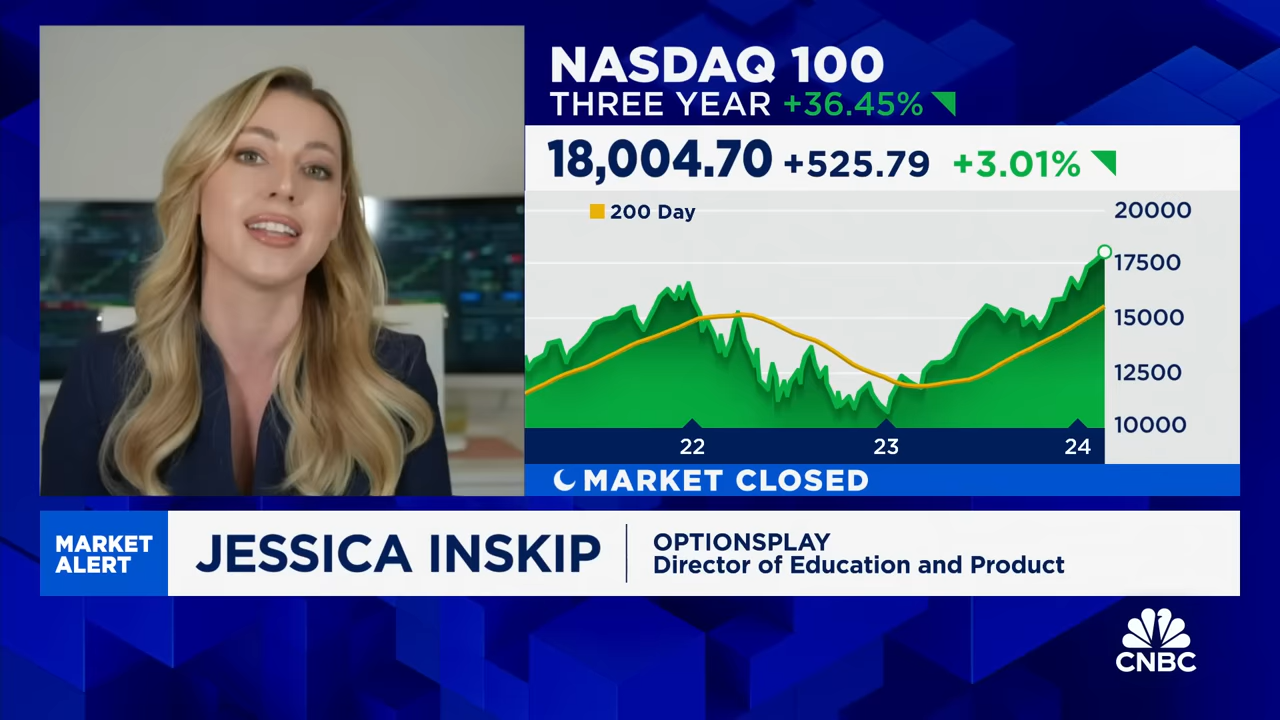 NASDAQ 100
THREE YEAR +36.45%
18,004.70 +525.79 +3.01%
200 Day
20000
17500
15000
12500
10000
22 23 24
MARKET CLOSED
MARKET
ALERT
JESSICA INSKIP
OPTIONSPLAY
Director of Education and Product
CNBC